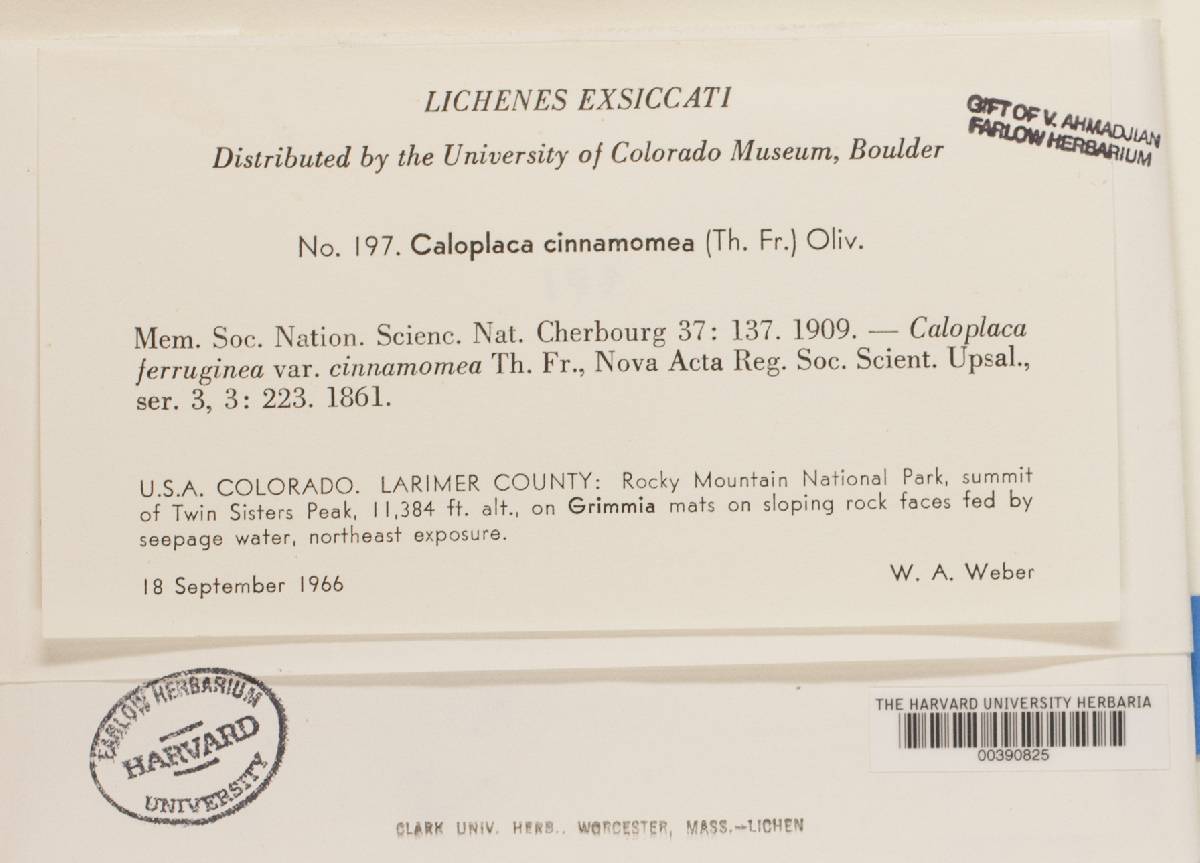 LICHENES EXSICCATI
Distributed by the University of Colorado Museum, Boulder
GIFT OF V. AHMADJIAN
FARLOW HERBARIUM
No. 197. Caloplaca cinnamomea (Th. Fr.) Oliv.
Mem. Soc. Nation. Scienc. Nat. Cherbourg 37: 137. 1909. — Caloplaca
ferruginea var. cinnamomea Th. Fr., Nova Acta Reg. Soc. Scient. Upsal.,
ser. 3, 3: 223. 1861.
U.S.A. COLORADO. LARIMER COUNTY: Rocky Mountain National Park, summit
of Twin Sisters Peak, 11,384 ft. alt., on Grimmia mats on sloping rock faces fed by
seepage water, northeast exposure.
18 September 1966
W. A. Weber
FARLOW HERBARIUM
HARVARD
UNIVERSITY
THE HARVARD UNIVERSITY HERBARIA
00390825
CLARK UNIV. HERB., WORCESTER, MASS.—LICHEN